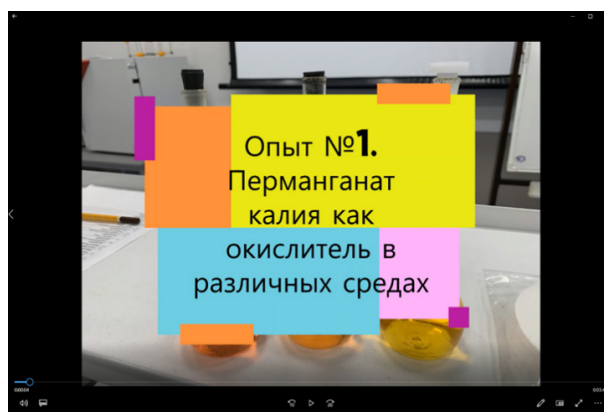 Опыт №1.
Перманганат
калия как
окислитель в
различных средах